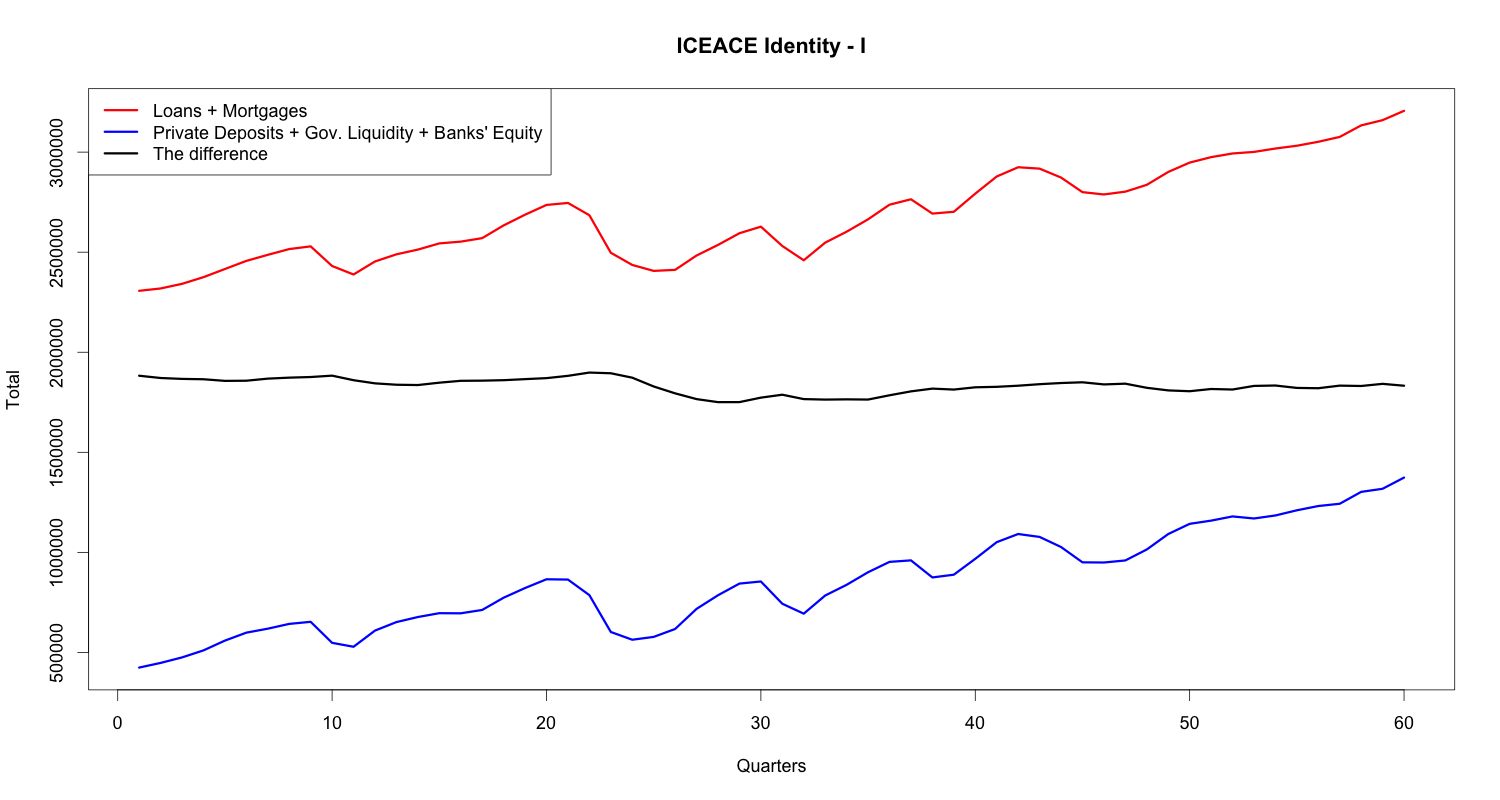 ICEACE Identity - I
Loans + Mortgages
Private Deposits + Gov. Liquidity + Banks' Equity
The difference
Total
3000000
2500000
2000000
1500000
1000000
500000
0 10 20 30 40 50 60
Quarters